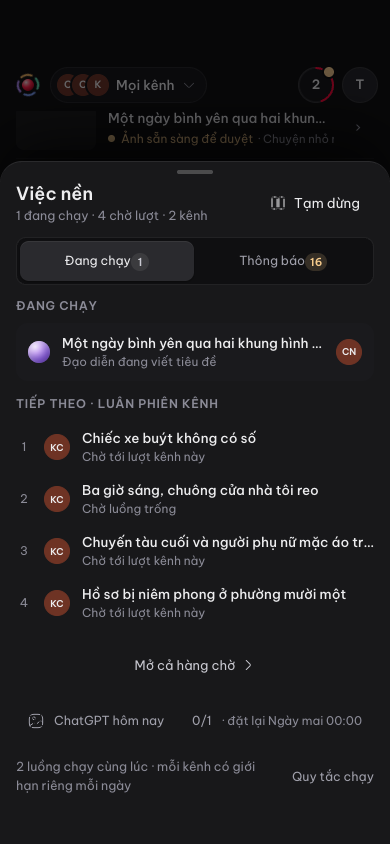 C C K Mọi kênh
2
T
Một ngày bình yên qua hai khun...
Ảnh sẵn sàng để duyệt · Chuyện nhỏ
Việc nền
1 đang chạy · 4 chờ lượt · 2 kênh
Tạm dừng
Đang chạy 1
Thông báo 16
ĐANG CHẠY
Một ngày bình yên qua hai khung hình ...
Đạo diễn đang viết tiêu đề
CN
TIẾP THEO · LUÂN PHIÊN KÊNH
1 KC Chiếc xe buýt không có số
Chờ tới lượt kênh này
2 KC Ba giờ sáng, chuông cửa nhà tôi reo
Chờ luồng trống
3 KC Chuyến tàu cuối và người phụ nữ mặc áo tr...
Chờ tới lượt kênh này
4 KC Hồ sơ bị niêm phong ở phường mười một
Chờ tới lượt kênh này
Mở cả hàng chờ
ChatGPT hôm nay 0/1 · đặt lại Ngày mai 00:00
2 luồng chạy cùng lúc · mỗi kênh có giới
hạn riêng mỗi ngày
Quy tắc chạy